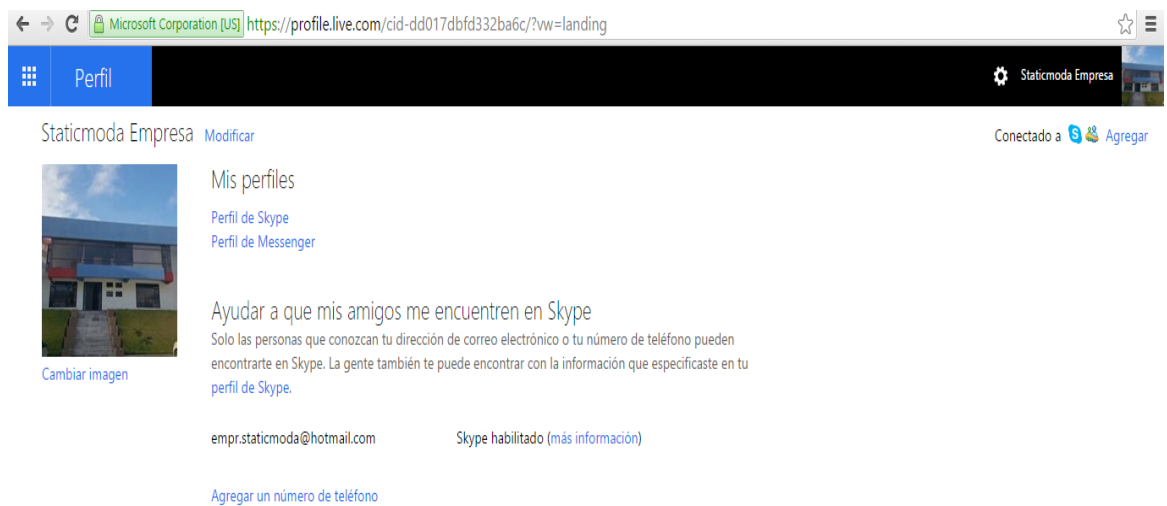 Microsoft Corporation [US] https://profile.live.com/cid-dd017dbfd332ba6c/?vw=landing
Perfil
Staticmoda Empresa
Staticmoda Empresa Modificar
Conectado a Agregar
Mis perfiles
Perfil de Skype
Perfil de Messenger
Ayudar a que mis amigos me encuentren en Skype
Solo las personas que conozcan tu dirección de correo electrónico o tu número de teléfono pueden
encontrarte en Skype. La gente también te puede encontrar con la información que especificaste en tu
perfil de Skype.
Cambiar imagen
empr.staticmoda@hotmail.com
Skype habilitado (más información)
Agregar un número de teléfono